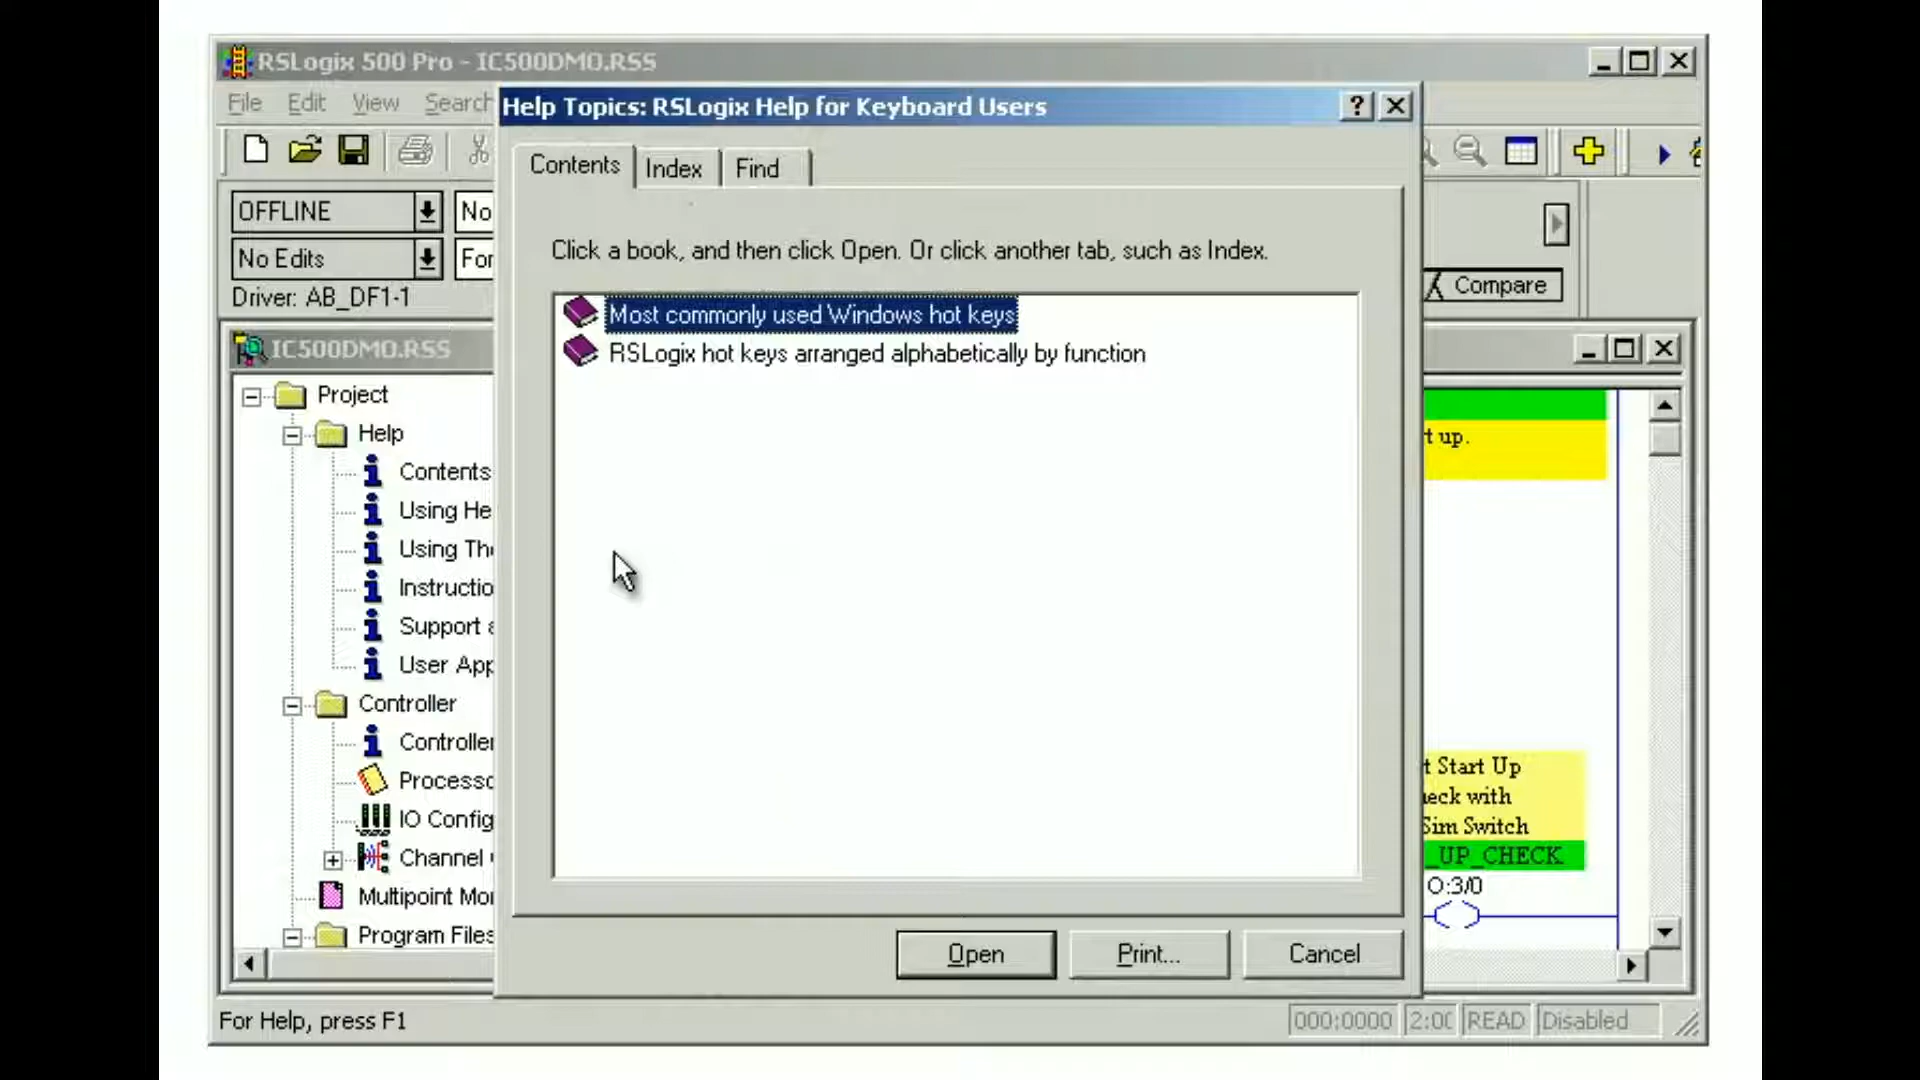 RSLogix 500 Pro - IC500DMO.RSS
File Edit View Search
Help Topics: RSLogix Help for Keyboard Users
Contents Index Find
OFFLINE
No
No Edits
For
Driver: AB_DF1-1
Click a book, and then click Open. Or click another tab, such as Index.
Compare
Most commonly used Windows hot keys
RSLogix hot keys arranged alphabetically by function
IC500DMO.RSS
Project
Help
Contents
Using He
Using The
Instructio
Support a
User App
Controller
Controller
Processo
IO Config
Channel
Multipoint Mon
Program Files
t up.
t Start Up
eck with
Sim Switch
_UP_CHECK
O:3/0
Open Print... Cancel
For Help, press F1
000:0000 2:00 READ Disabled